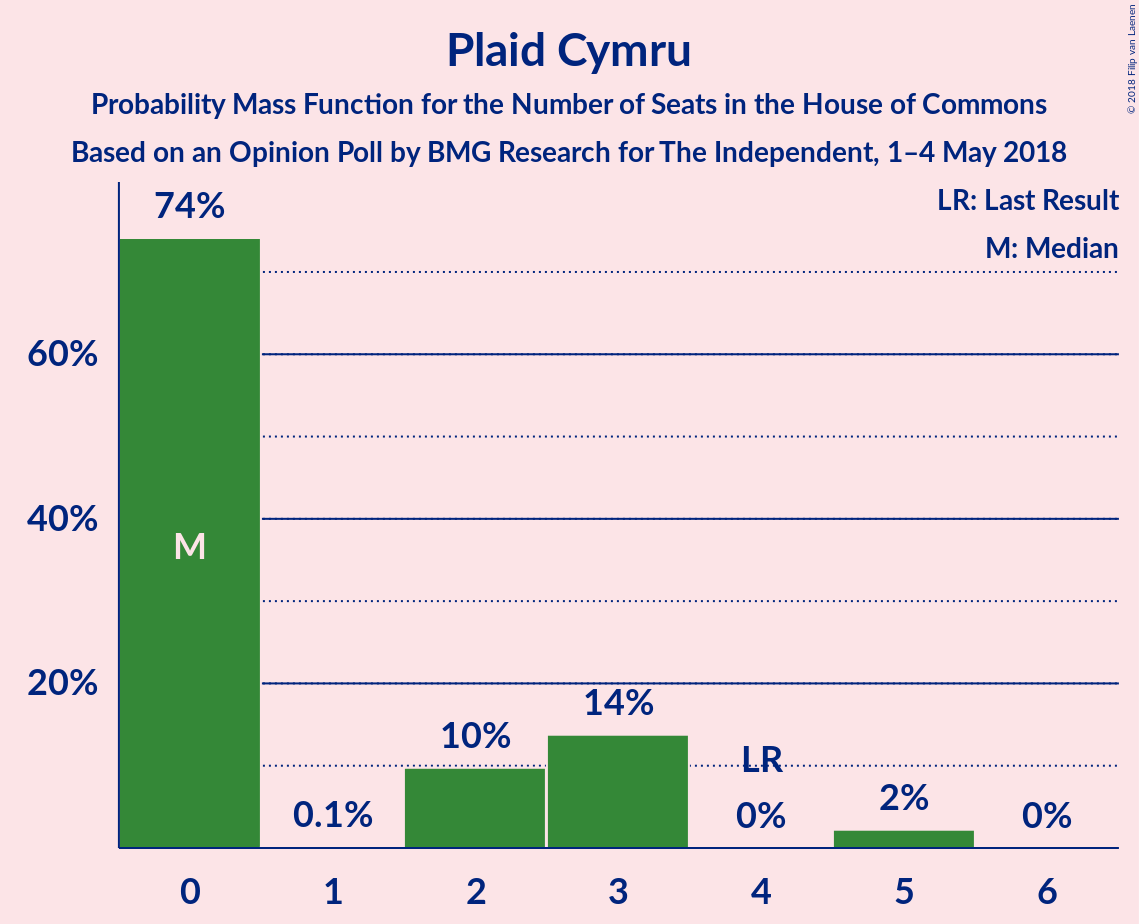 Plaid Cymru
Probability Mass Function for the Number of Seats in the House of Commons
Based on an Opinion Poll by BMG Research for The Independent, 1–4 May 2018
© 2018 Filip van Laenen
LR: Last Result
M: Median
74%
60%
40%
20%
M
0.1%
10%
14%
LR
0%
2%
0%
0 1 2 3 4 5 6